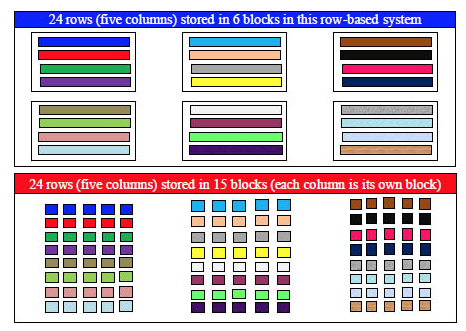 24 rows (five columns) stored in 6 blocks in this row-based system
24 rows (five columns) stored in 15 blocks (each column is its own block)